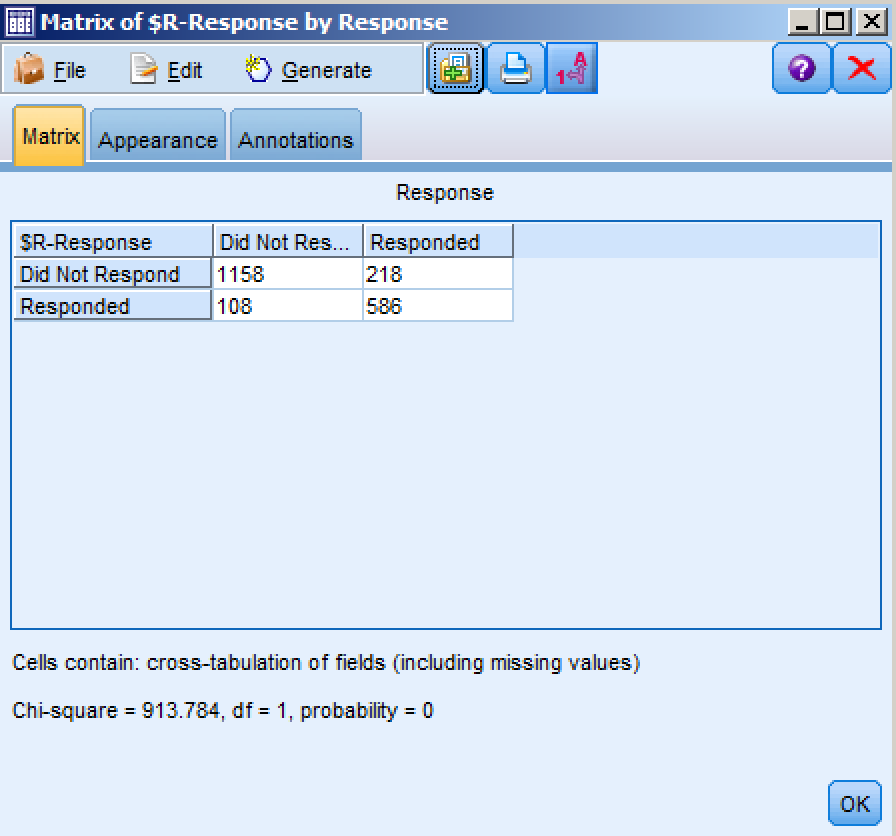 Matrix of $R-Response by Response
File Edit Generate
Matrix Appearance Annotations
Response
$R-Response Did Not Res... Responded
Did Not Respond 1158 218
Responded 108 586
Cells contain: cross-tabulation of fields (including missing values)
Chi-square = 913.784, df = 1, probability = 0
OK